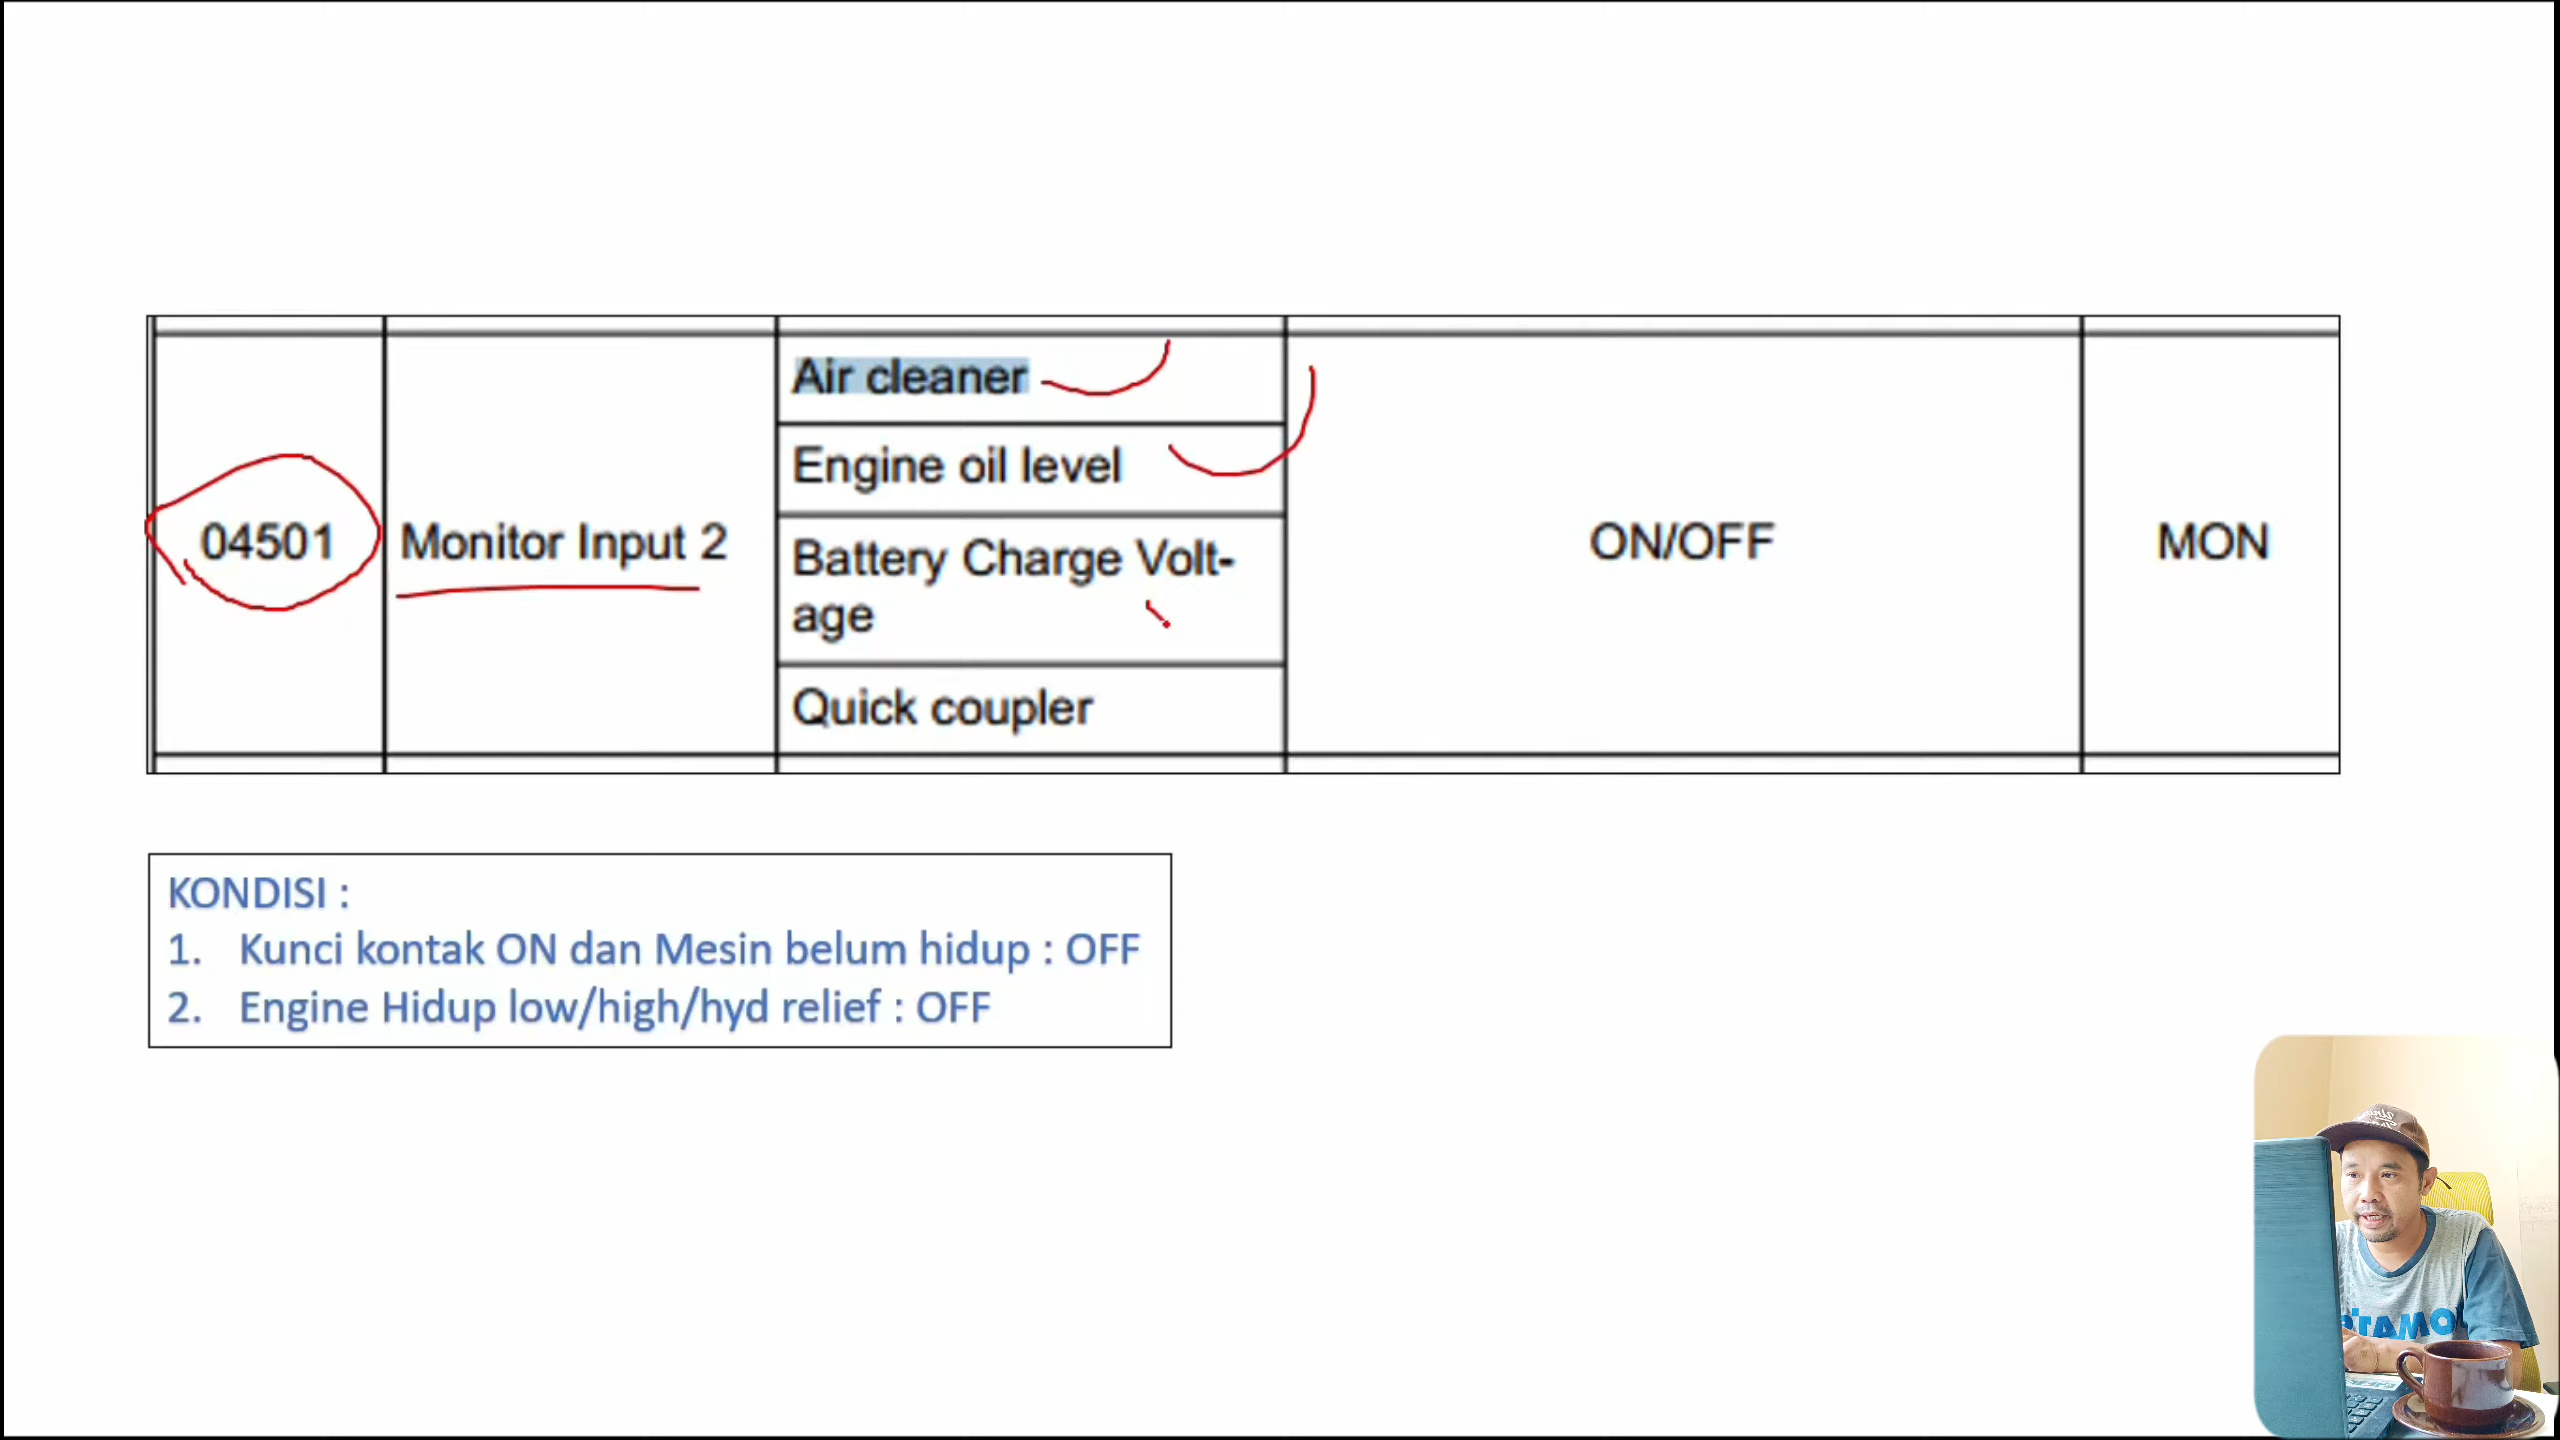 Air cleaner
Engine oil level
04501 Monitor Input 2 Battery Charge Volt-
age
ON/OFF MON
Quick coupler
KONDISI :
1. Kunci kontak ON dan Mesin belum hidup : OFF
2. Engine Hidup low/high/hyd relief : OFF